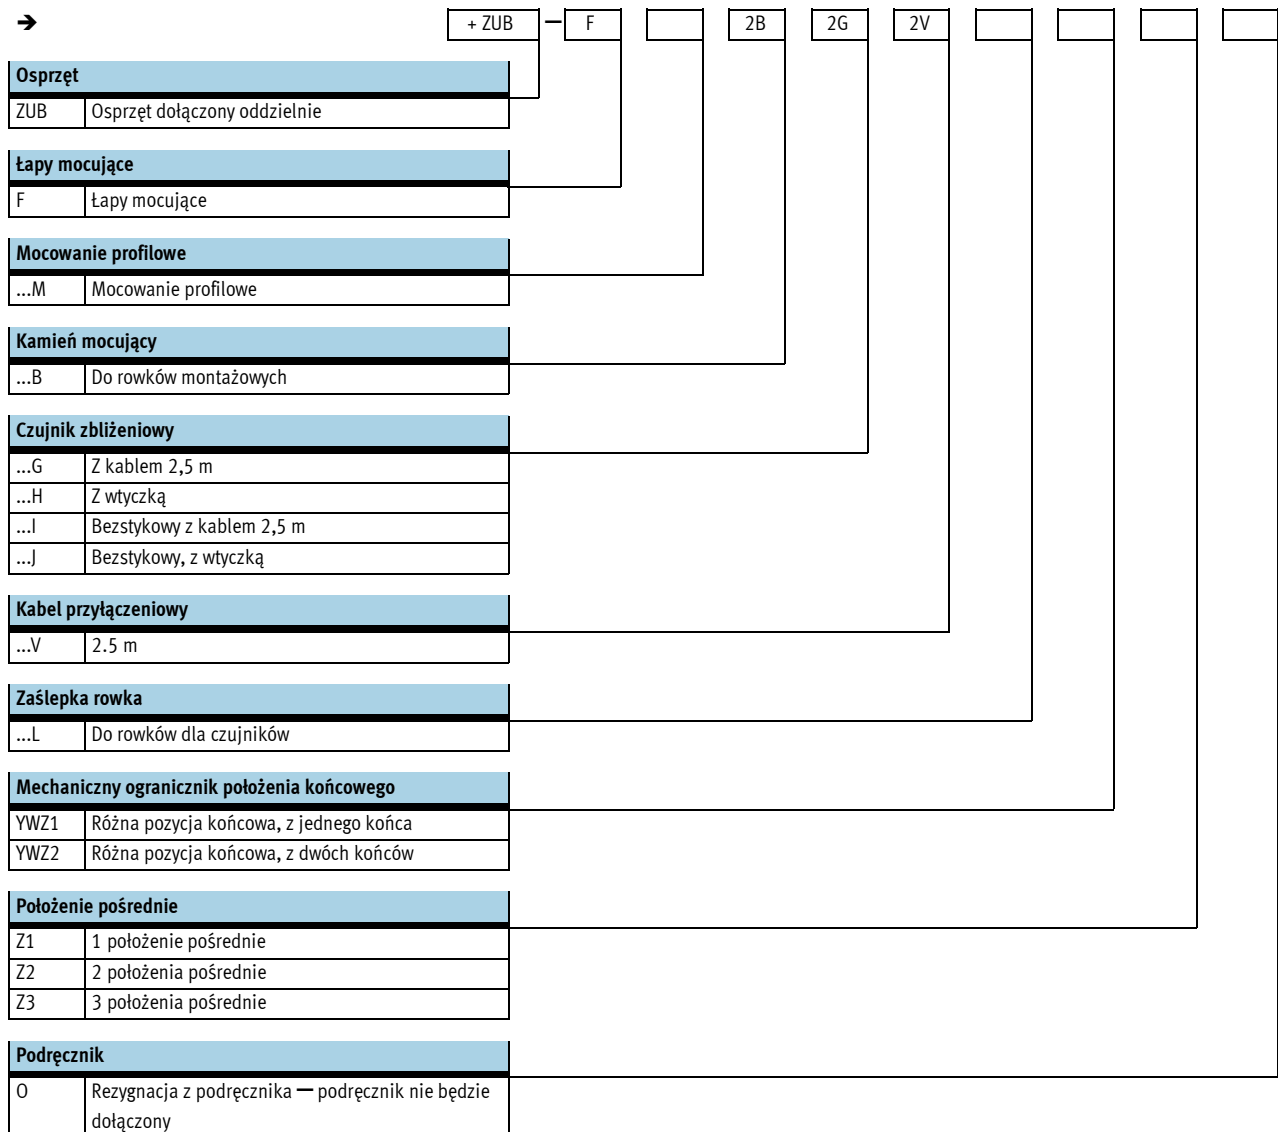 ➔ + ZUB – F 2B 2G 2V
Osprzęt
ZUB Osprzęt dołączony oddzielnie
Łapy mocujące
F Łapy mocujące
Mocowanie profilowe
...M Mocowanie profilowe
Kamień mocujący
...B Do rowków montażowych
Czujnik zbliżeniowy
...G Z kablem 2,5 m
...H Z wtyczką
...I Bezstykowy z kablem 2,5 m
...J Bezstykowy, z wtyczką
Kabel przyłączeniowy
...V 2.5 m
Zaślepka rowka
...L Do rowków dla czujników
Mechaniczny ogranicznik położenia końcowego
YWZ1 Różna pozycja końcowa, z jednego końca
YWZ2 Różna pozycja końcowa, z dwóch końców
Położenie pośrednie
Z1 1 położenie pośrednie
Z2 2 położenia pośrednie
Z3 3 położenia pośrednie
Podręcznik
O Rezygnacja z podręcznika – podręcznik nie będzie
dołączony